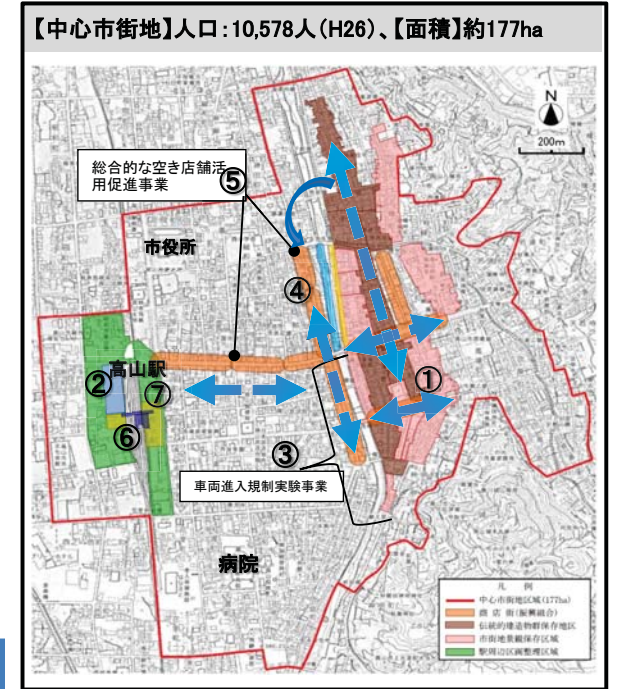 【中心市街地】人口：10,578人（H26）、【面積】約177ha
N
200m
総合的な空き店舗活
用促進事業
⑤
市役所
④
高山駅
②
⑦
①
⑥
③
車両進入規制実験事業
病院
凡 例
中心市街地区域(177ha)
商 店 街(振興組合)
伝統的建造物群保存地区
市街地景観保存区域
駅周辺区画整理区域